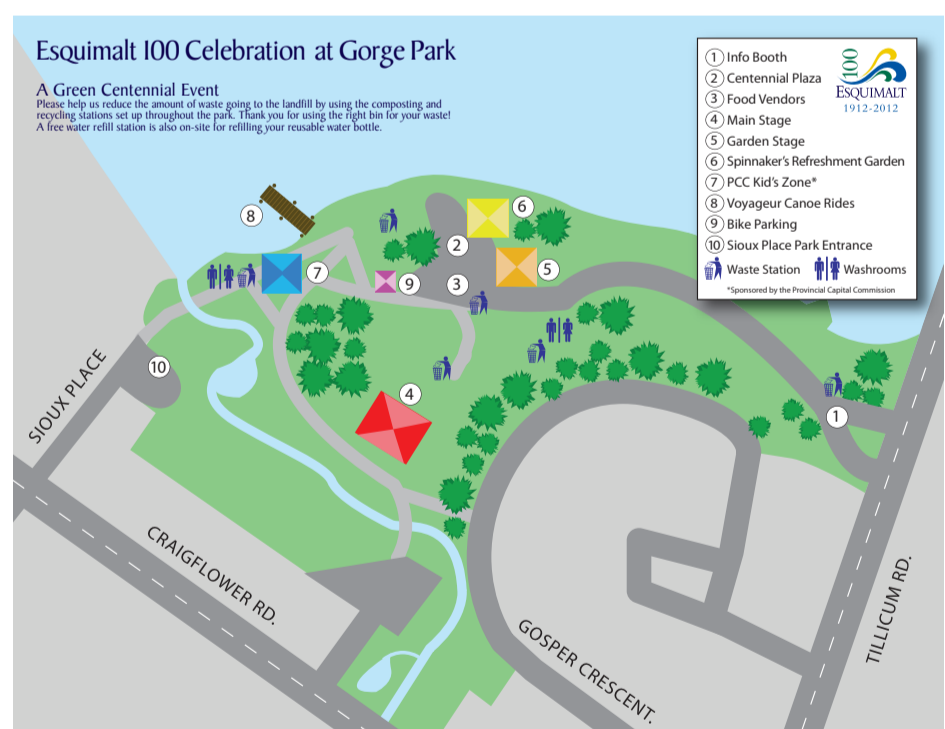 Esquimalt 100 Celebration at Gorge Park
A Green Centennial Event
Please help us reduce the amount of waste going to the landfill by using the composting and
recycling stations set up throughout the park. Thank you for using the right bin for your waste!
A free water refill station is also on-site for refilling your reusable water bottle.
1 Info Booth
2 Centennial Plaza
3 Food Vendors
4 Main Stage
5 Garden Stage
6 Spinnaker's Refreshment Garden
7 PCC Kid's Zone*
8 Voyageur Canoe Rides
9 Bike Parking
10 Sioux Place Park Entrance
Waste Station Washrooms
*Sponsored by the Provincial Capital Commission
100
ESQUIMALT
1912-2012
8
6
2
5
7
9
3
10
4
1
SIOUX PLACE
CRAIGFLOWER RD.
GOSPER CRESCENT.
TILLICUM RD.